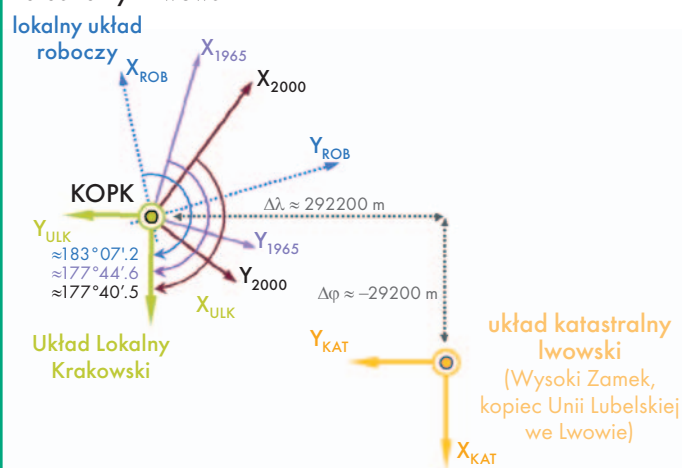 lokalny układ
roboczy
X1965
XROB
X2000
YROB
KOPK
Δλ ≈ 292200 m
YULK
Y1965
≈183°07'.2
≈177°44'.6
≈177°40'.5
Y2000
Δφ ≈ –29200 m
XULK
Układ Lokalny
Krakowski
YKAT
układ katastralny
lwowski
(Wysoki Zamek,
kopiec Unii Lubelskiej
we Lwowie)
XKAT